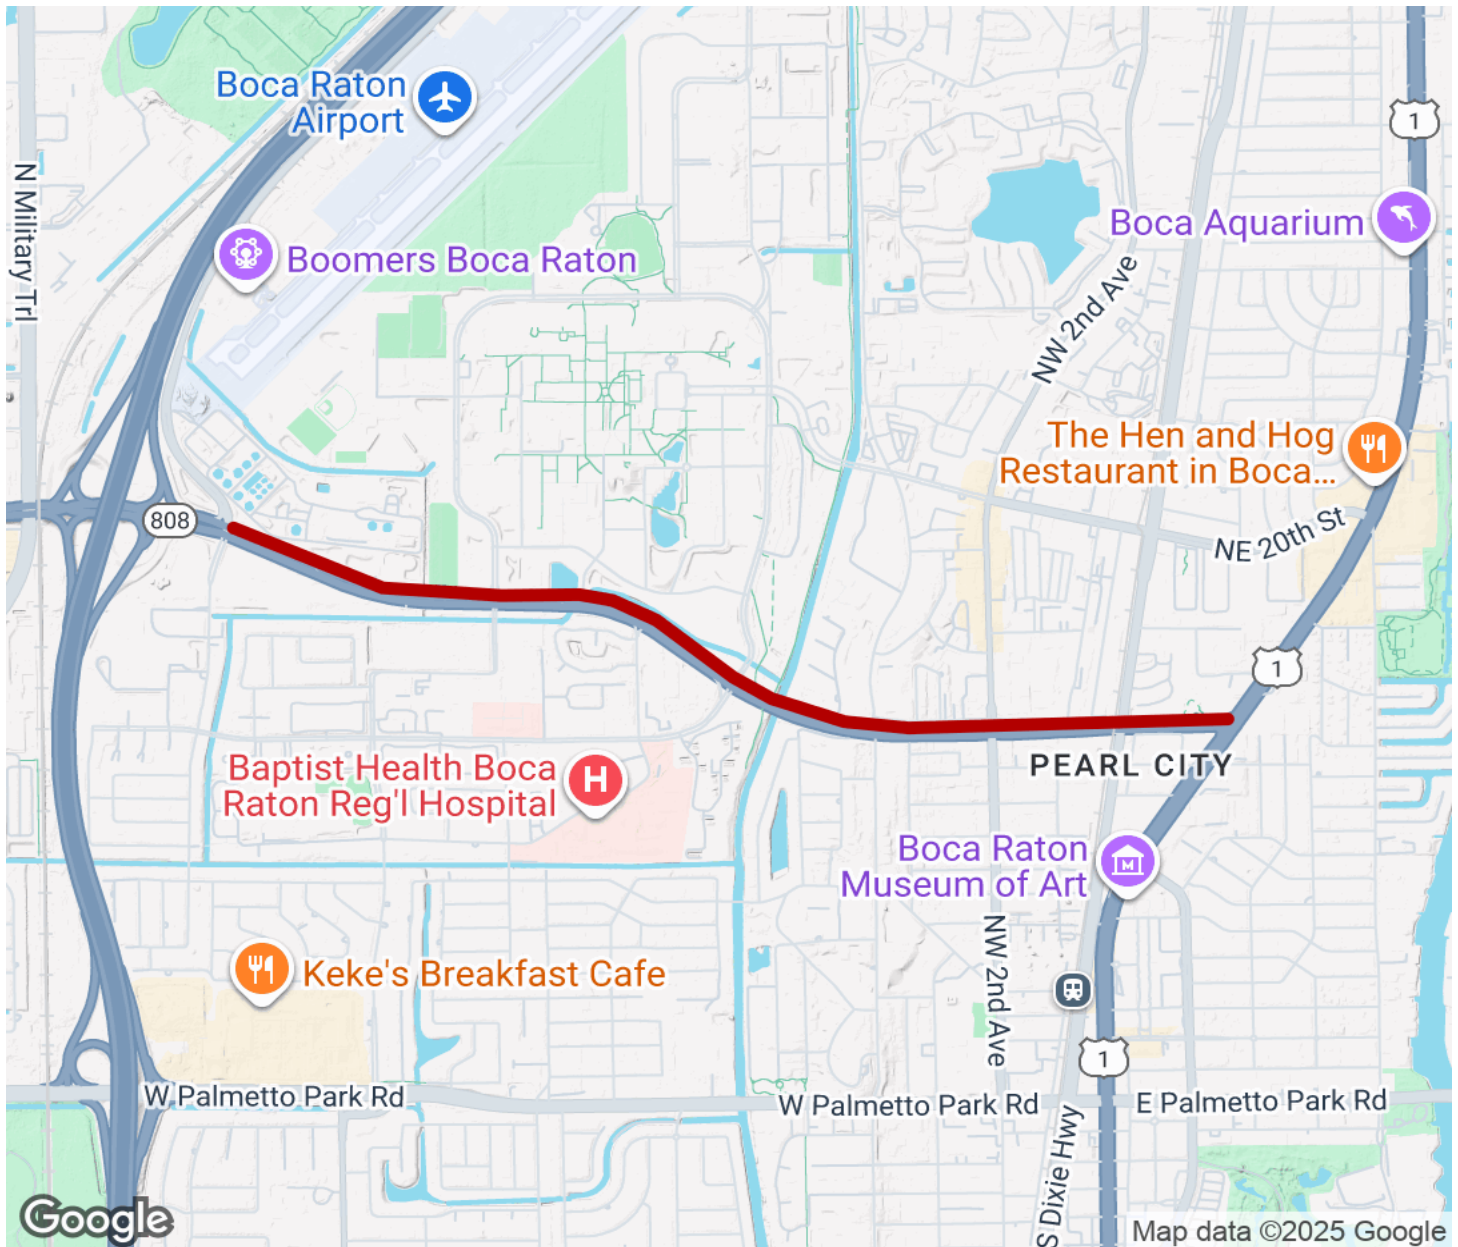 Boca Raton
Airport
1
N Military Trl
Boca Aquarium
Boomers Boca Raton
NW 2nd Ave
The Hen and Hog
Restaurant in Boca...
808
NE 20th St
1
PEARL CITY
Baptist Health Boca
Raton Reg'l Hospital
H
Boca Raton
Museum of Art
M
NW 2nd Ave
Keke's Breakfast Cafe
1
W Palmetto Park Rd
W Palmetto Park Rd
E Palmetto Park Rd
S Dixie Hwy
Google
Map data ©2025 Google